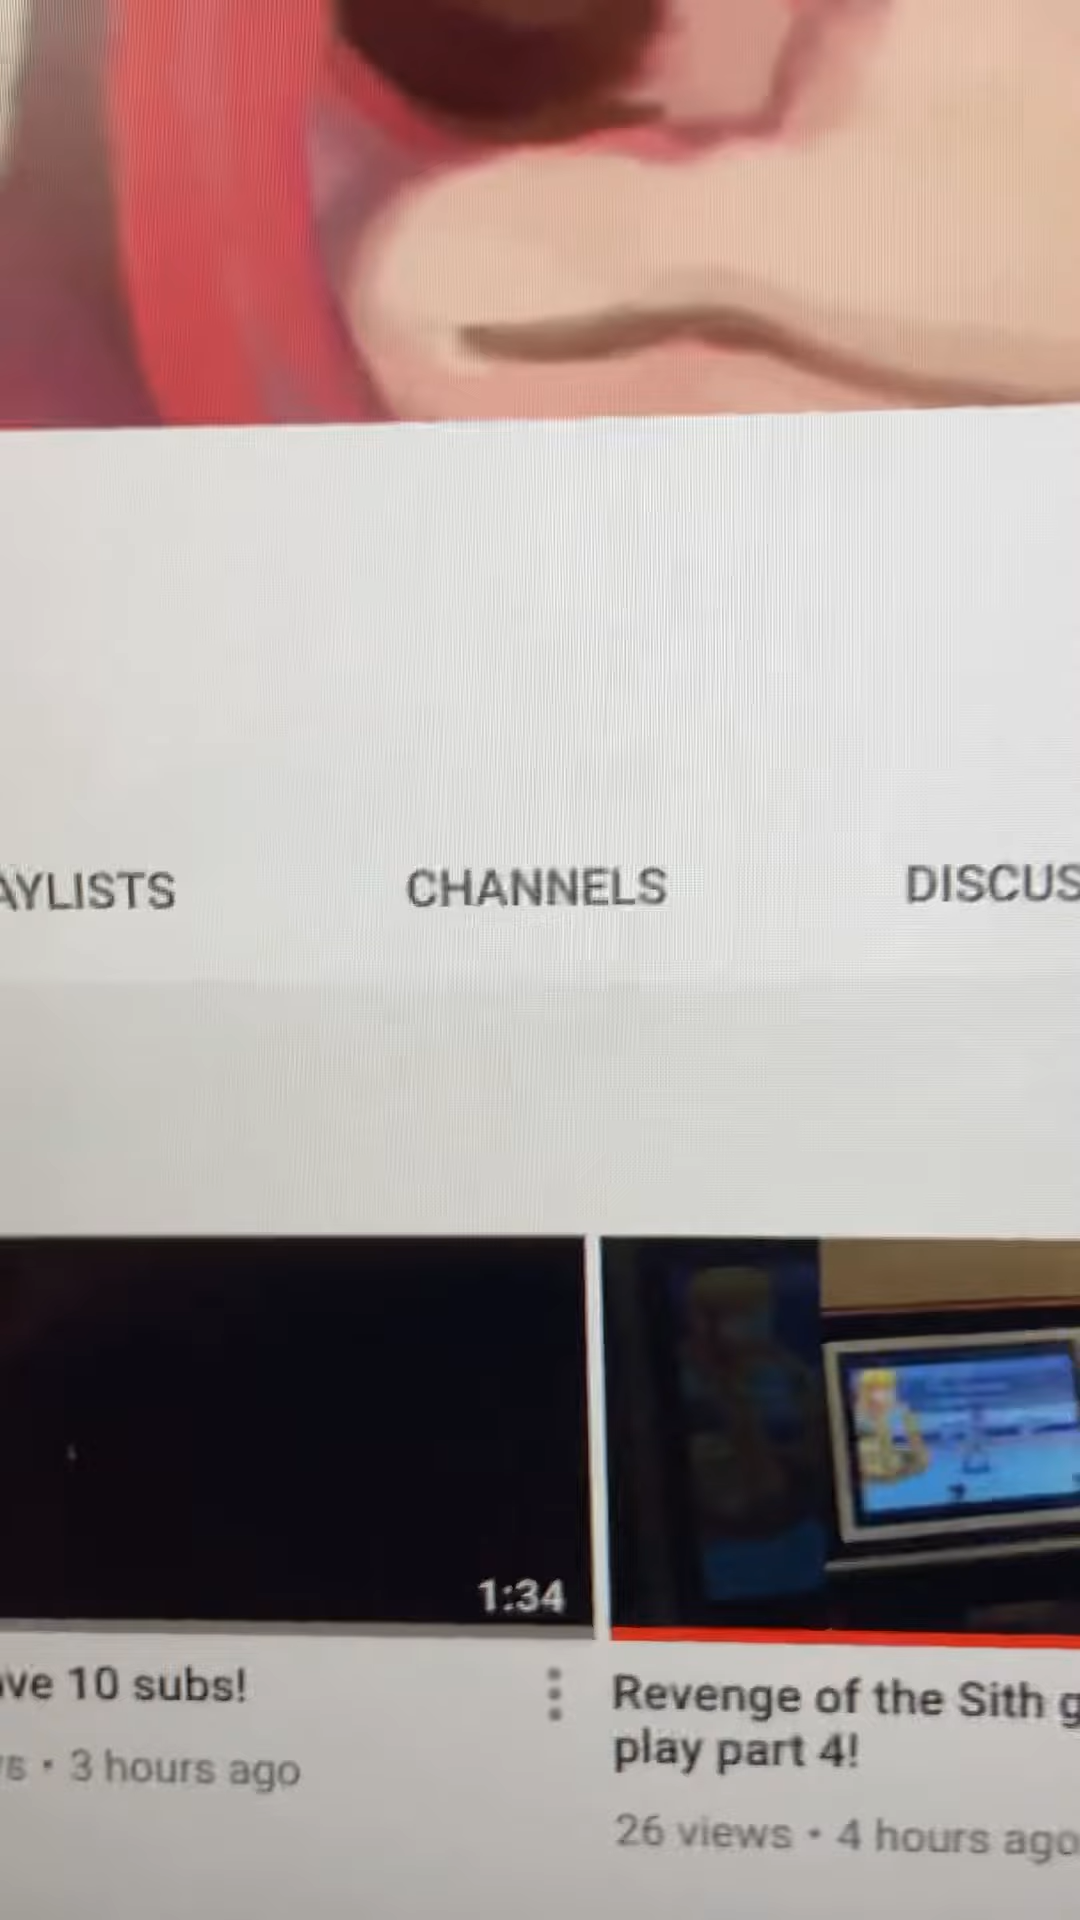 AYLISTS CHANNELS DISCUS
1:34
ve 10 subs!
s • 3 hours ago
Revenge of the Sith g
play part 4!
26 views • 4 hours ago